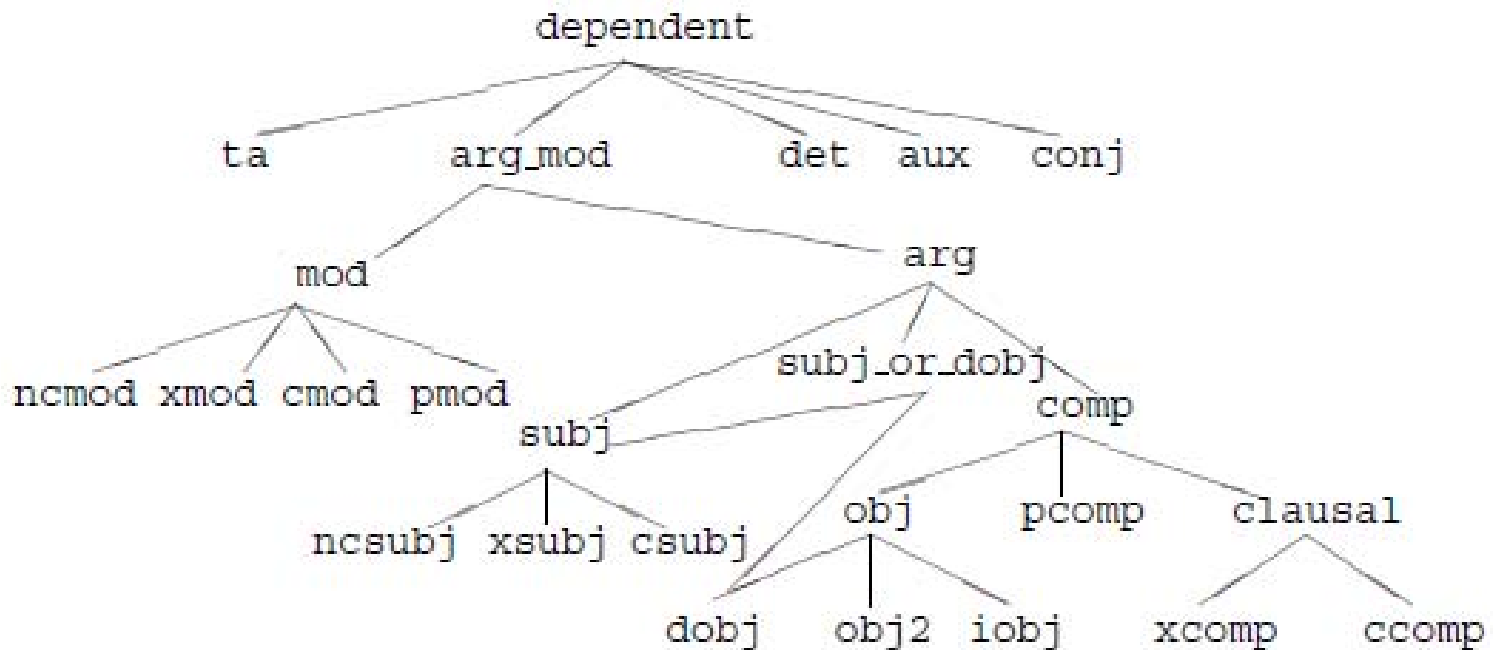 dependent
ta arg_mod det aux conj
mod arg
ncmod xmod cmod pmod subj_or_dobj
subj comp
ncsubj xsubj csubj obj pcomp clausal
dobj obj2 iobj xcomp ccomp